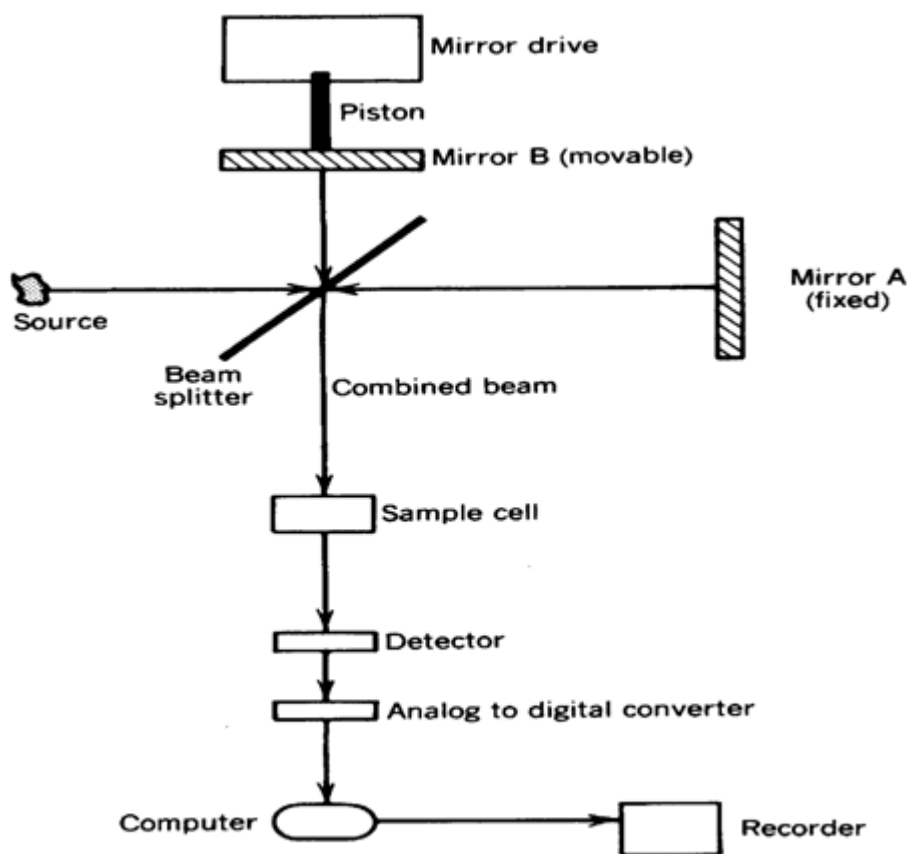 Mirror drive
Piston
Mirror B (movable)
Mirror A
(fixed)
Source
Beam
splitter
Combined beam
Sample cell
Detector
Analog to digital converter
Computer
Recorder